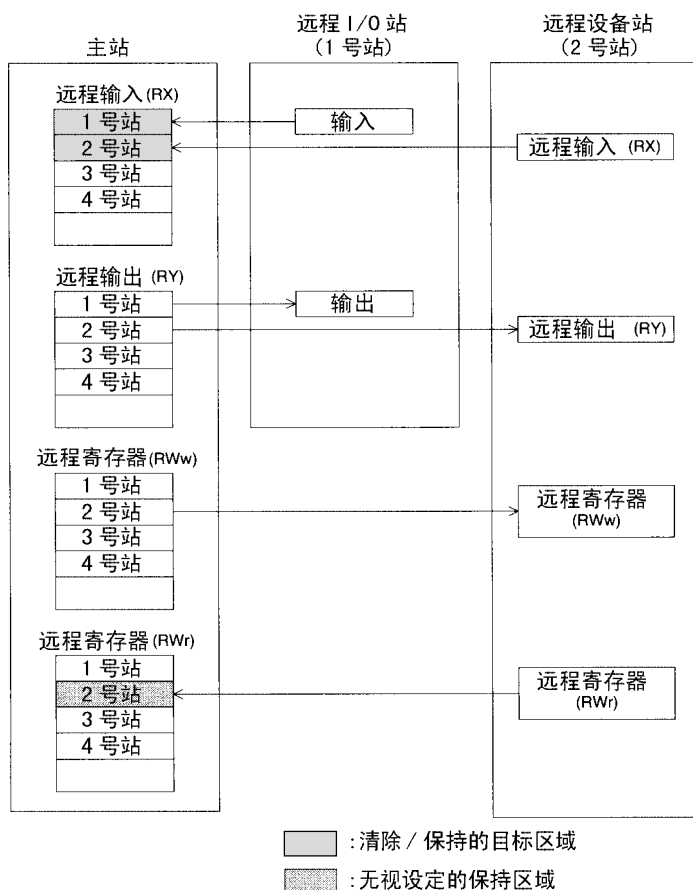 主站
远程 I/O 站
(1 号站)
远程设备站
(2 号站)
远程输入(RX)
1 号站
2 号站
3 号站
4 号站
输入
远程输入 (RX)
远程输出 (RY)
1 号站
2 号站
3 号站
4 号站
输出
远程输出 (RY)
远程寄存器(RWw)
1 号站
2 号站
3 号站
4 号站
远程寄存器
(RWw)
远程寄存器(RWr)
1 号站
2 号站
3 号站
4 号站
远程寄存器
(RWr)
:清除 / 保持的目标区域
:无视设定的保持区域